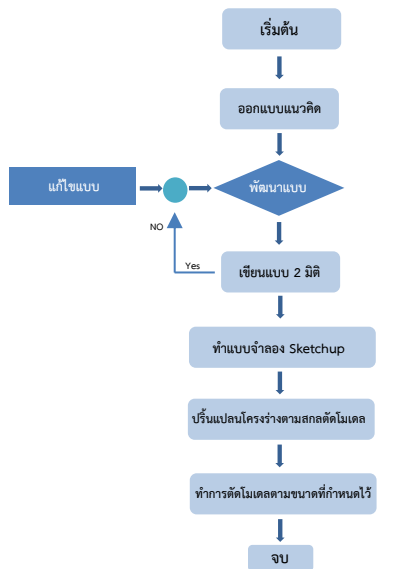 เริ่มต้น
ออกแบบแนวคิด
แก้ไขแบบ
พัฒนาแบบ
NO
Yes
เขียนแบบ 2 มิติ
ทำแบบจำลอง Sketchup
ปริ้นแปลนโครงร่างตามสกลตัดโมเดล
ทำการตัดโมเดลตามขนาดที่กำหนดไว้
จบ